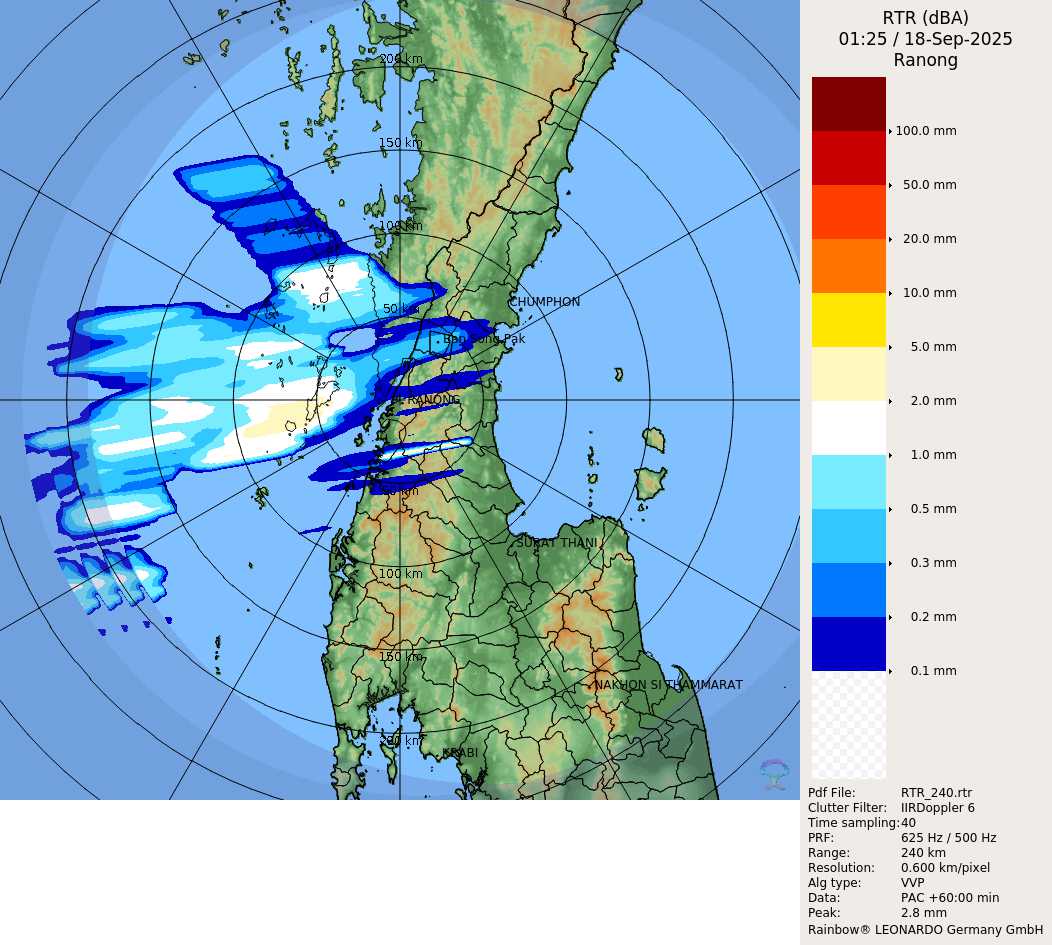 RTR (dBA)
01:25 / 18-Sep-2025
Ranong
200 km
150 km
100 km
50 km
CHUMPHON
Ban Song Pak
RANONG
SURAT THANI
100 km
150 km
NAKHON SI THAMMARAT
200 km
KRABI
100.0 mm
50.0 mm
20.0 mm
10.0 mm
5.0 mm
2.0 mm
1.0 mm
0.5 mm
0.3 mm
0.2 mm
0.1 mm
Pdf File: RTR_240.rtr
Clutter Filter: IIRDoppler 6
Time sampling: 40
PRF: 625 Hz / 500 Hz
Range: 240 km
Resolution: 0.600 km/pixel
Alg type: VVP
Data: PAC +60:00 min
Peak: 2.8 mm
Rainbow® LEONARDO Germany GmbH